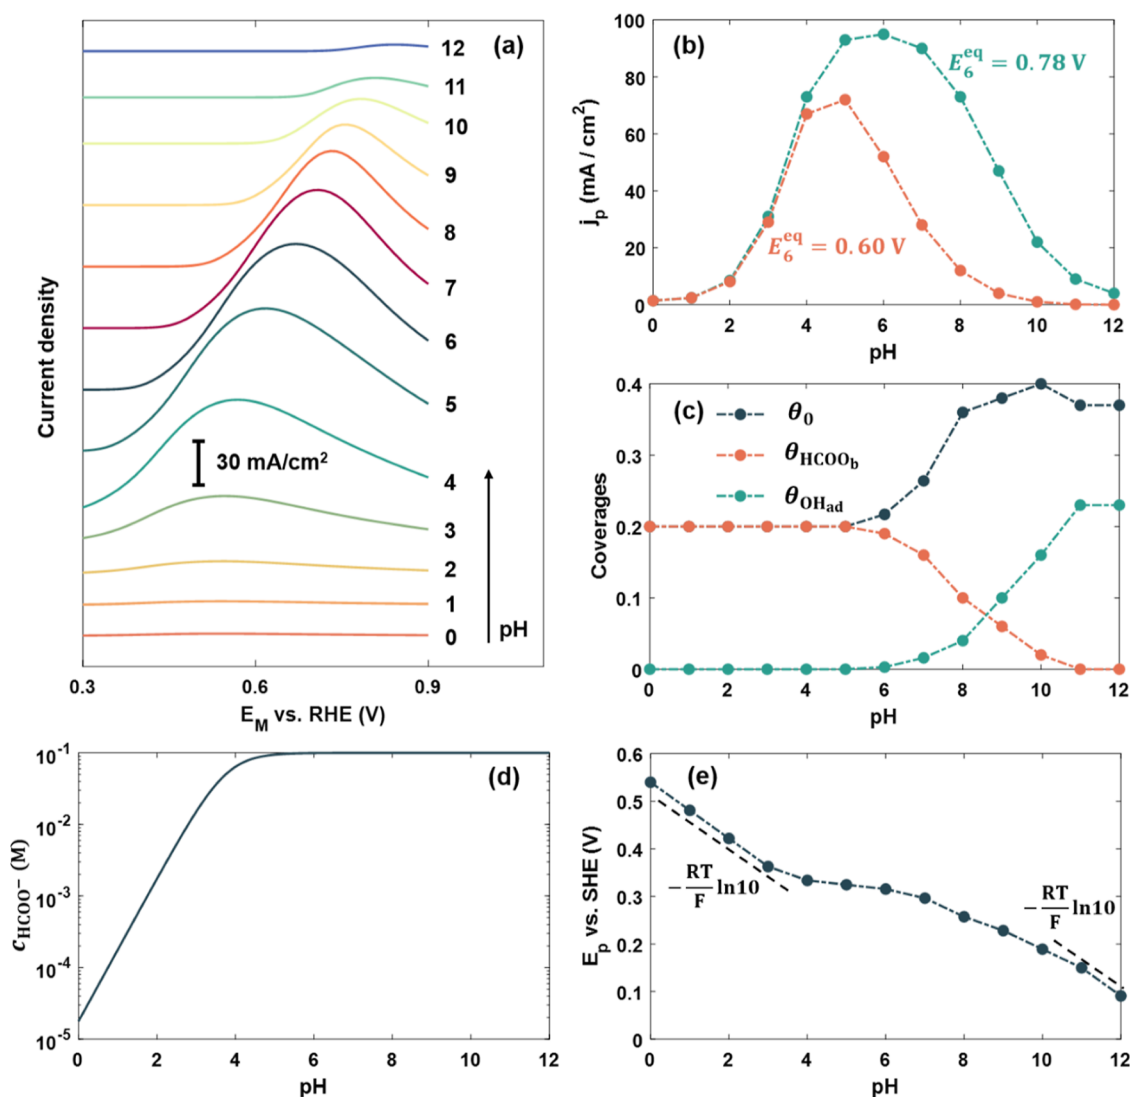 (a)
12
11
10
9
8
7
6
5
4
3
2
1
0
30 mA/cm²
pH
Current density
0.3 0.6 0.9
E_M vs. RHE (V)
(b)
100
80
60
40
20
0
E₆^eq = 0.78 V
E₆^eq = 0.60 V
j_p (mA / cm²)
0 2 4 6 8 10 12
pH
(c)
0.4
0.3
0.2
0.1
0
θ₀
θ_HCOO_b
θ_OH_ad
Coverages
0 2 4 6 8 10 12
pH
(d)
10⁻¹
10⁻²
10⁻³
10⁻⁴
10⁻⁵
c_HCOO⁻ (M)
0 2 4 6 8 10 12
pH
(e)
0.6
0.5
0.4
0.3
0.2
0.1
0
−RT/F ln10
−RT/F ln10
E_p vs. SHE (V)
0 2 4 6 8 10 12
pH